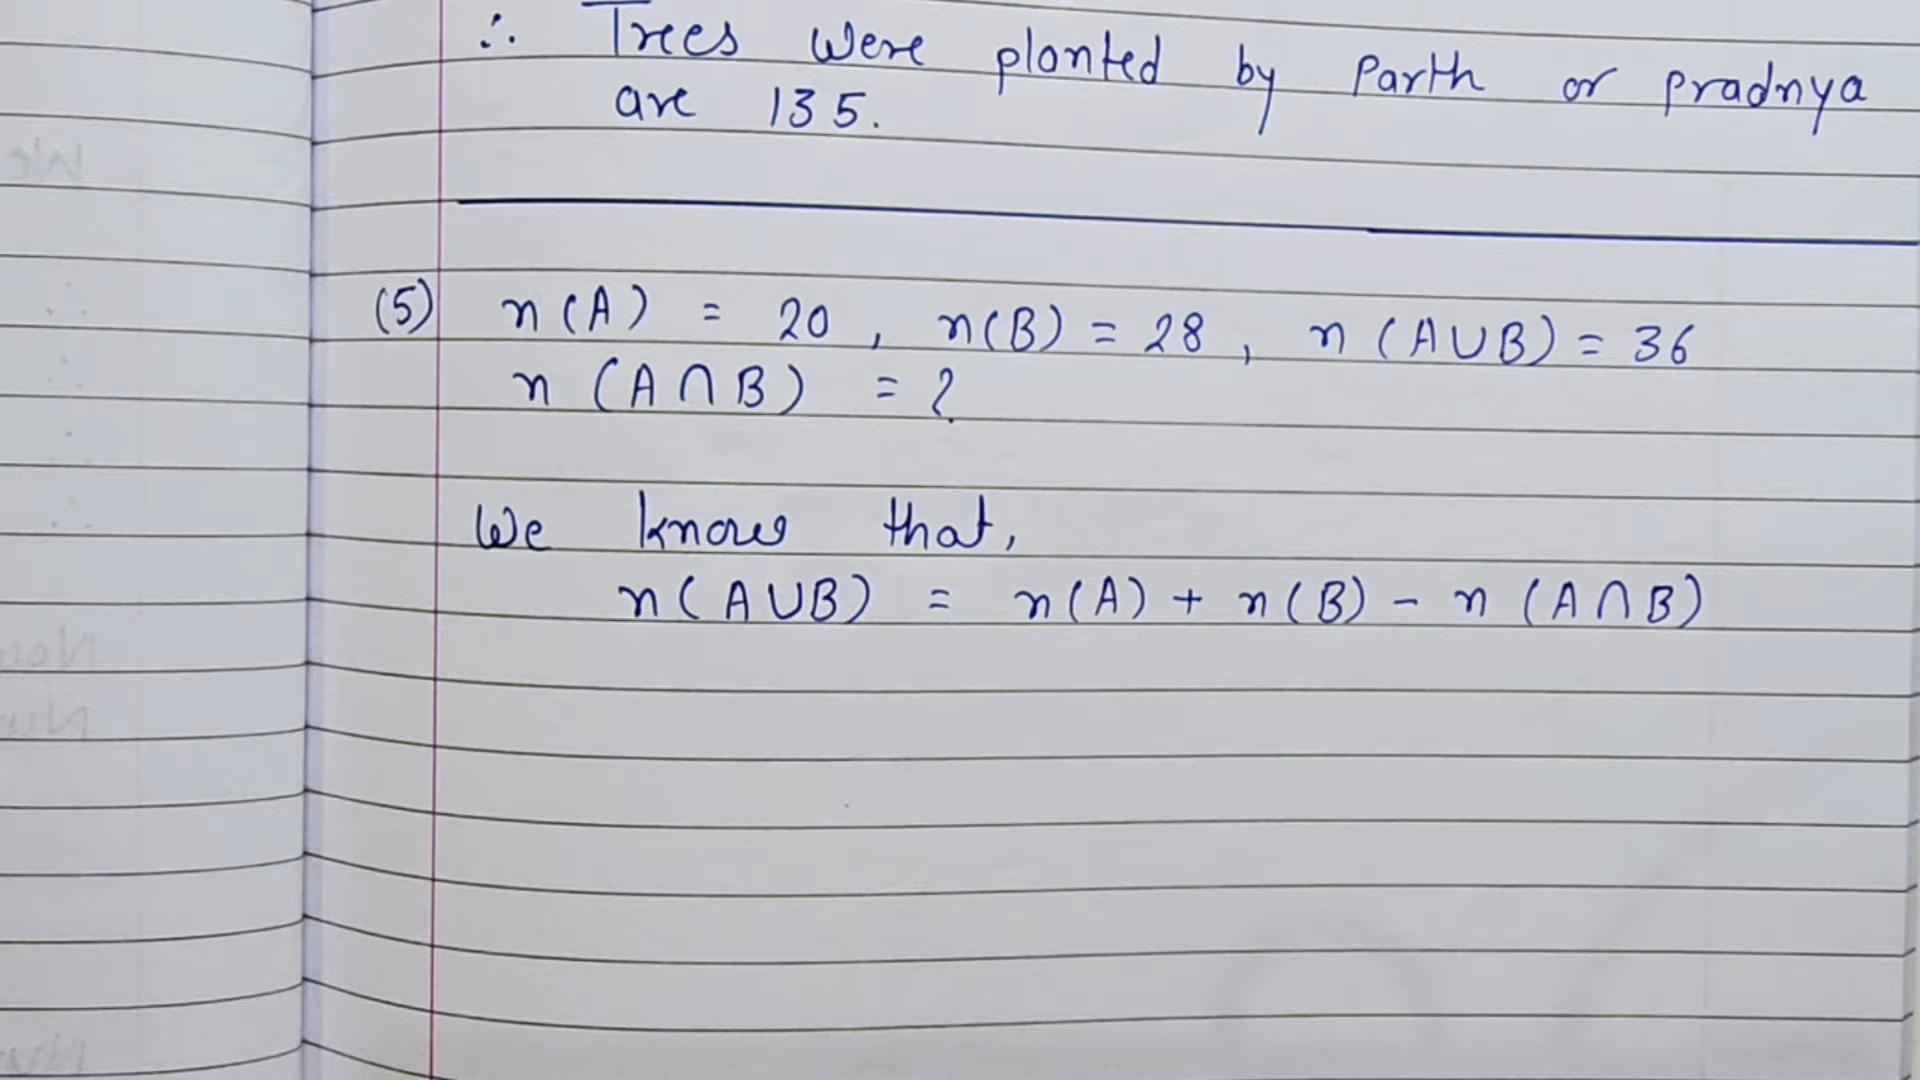 ∴ Trees were planted by Parth or pradnya
are 135.
(5) n(A) = 20, n(B) = 28, n(A∪B) = 36
n(A∩B) = ?
We know that,
n(A∪B) = n(A) + n(B) - n(A∩B)